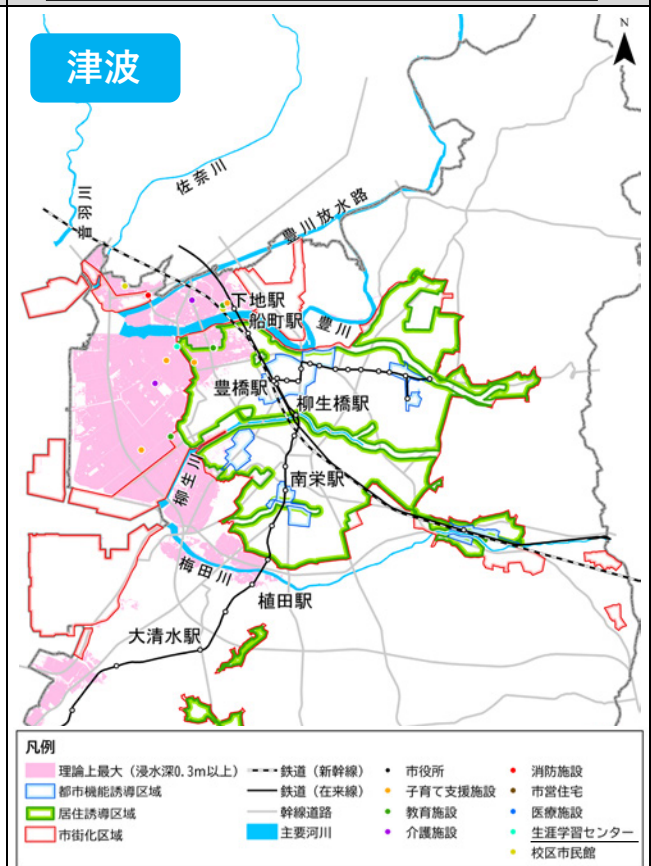 津波
N
佐奈川
音羽川
豊川放水路
下地駅
船町駅
豊川
豊橋駅
柳生橋駅
南栄駅
柳生川
梅田川
植田駅
大清水駅
凡例
理論上最大（浸水深0.3m以上）
都市機能誘導区域
居住誘導区域
市街化区域
鉄道（新幹線）
鉄道（在来線）
幹線道路
主要河川
市役所
子育て支援施設
教育施設
介護施設
消防施設
市営住宅
医療施設
生涯学習センター
校区市民館